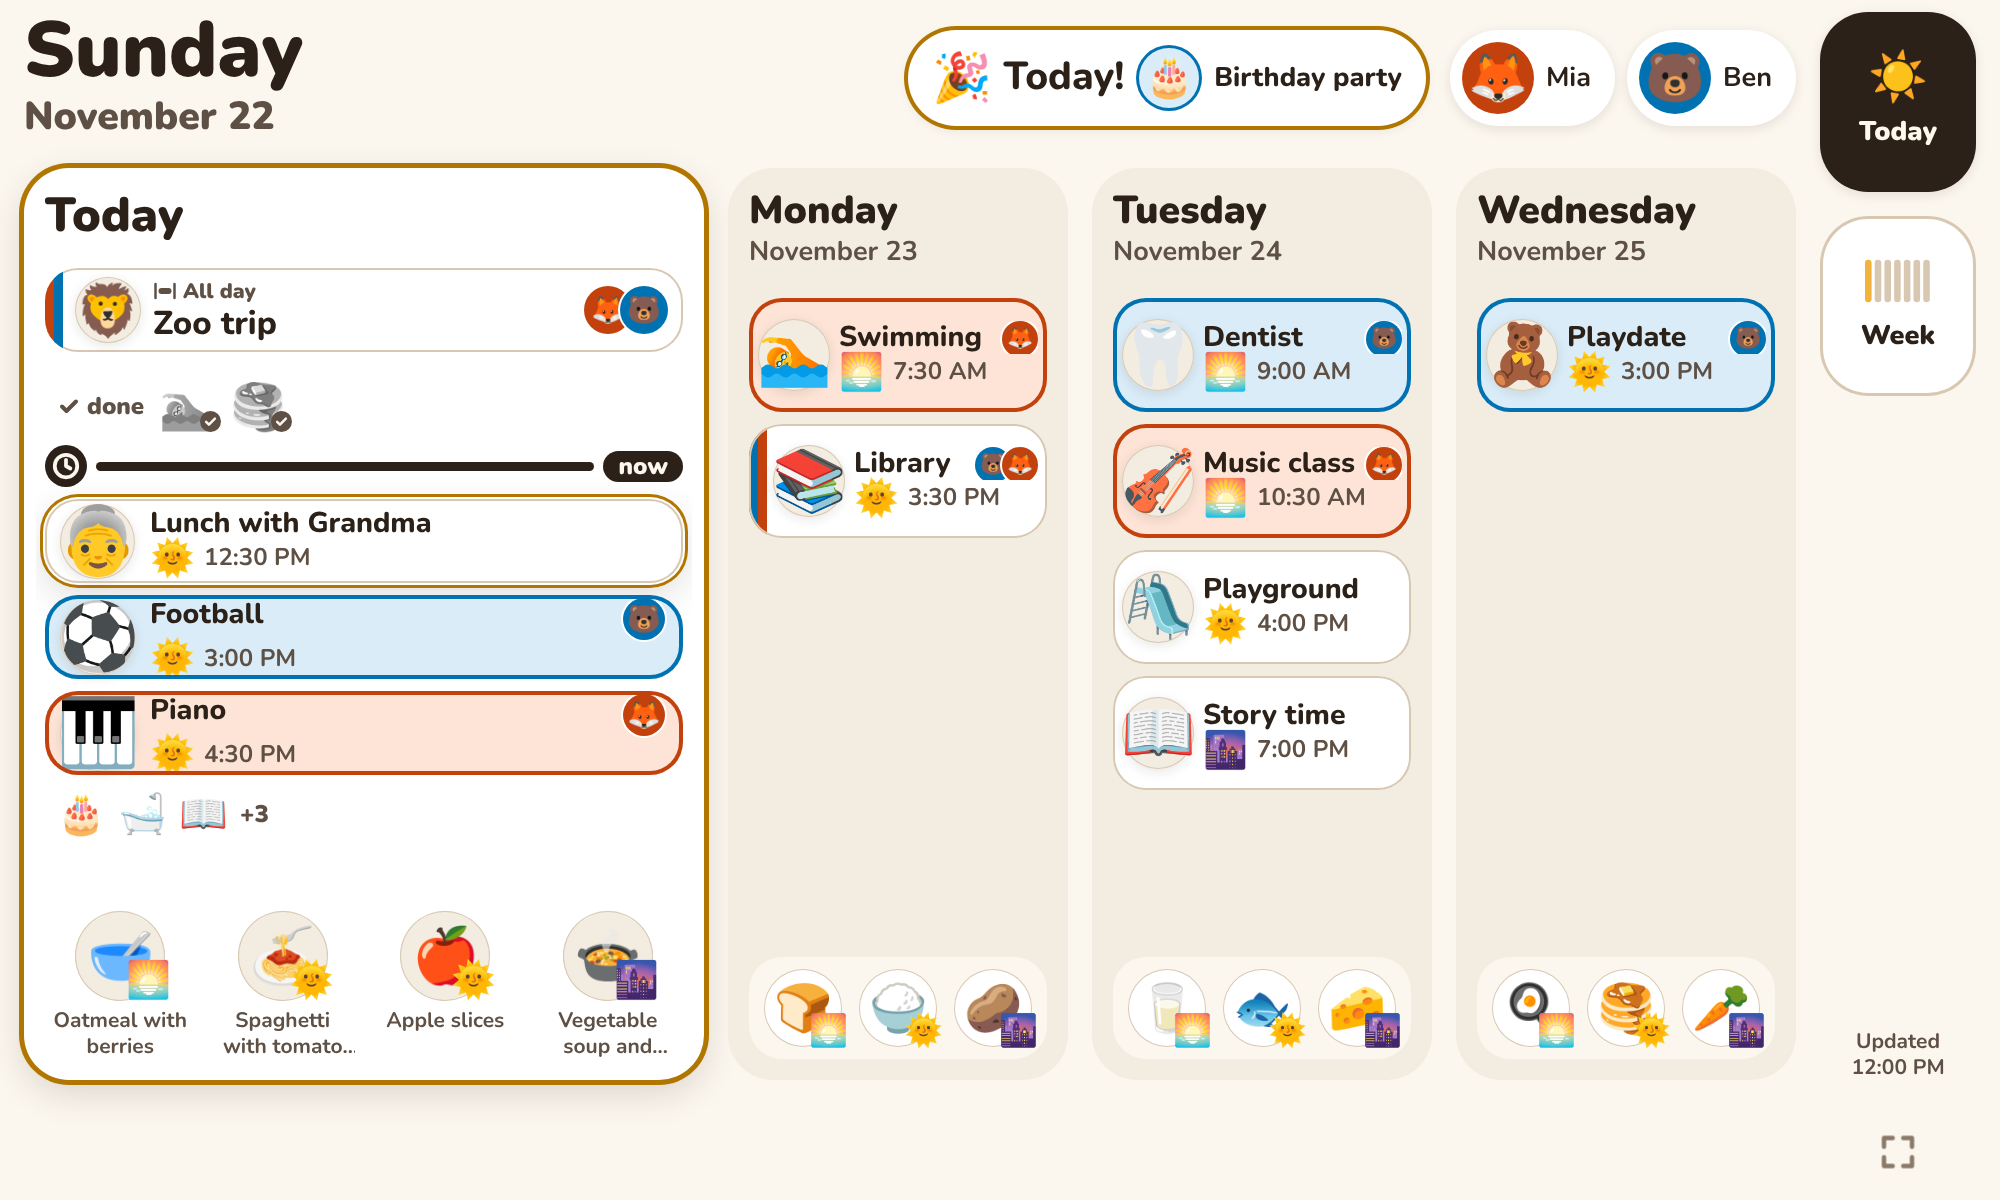 Sunday
November 22
Today! Birthday party
Mia
Ben
Today
Week
Today
All day
Zoo trip
done
now
Lunch with Grandma
12:30 PM
Football
3:00 PM
Piano
4:30 PM
+3
Oatmeal with
berries
Spaghetti
with tomato...
Apple slices
Vegetable
soup and...
Monday
November 23
Swimming
7:30 AM
Library
3:30 PM
Tuesday
November 24
Dentist
9:00 AM
Music class
10:30 AM
Playground
4:00 PM
Story time
7:00 PM
Wednesday
November 25
Playdate
3:00 PM
Updated
12:00 PM